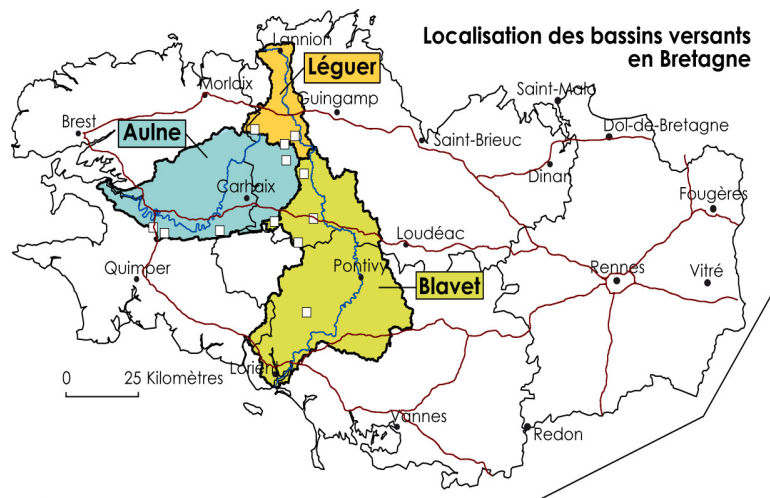 Localisation des bassins versants
en Bretagne
Lannion
Léguer
Morlaix
Guingamp
Saint-Malo
Brest
Aulne
Saint-Brieuc
Dol-de-Bretagne
Dinan
Carhaix
Fougères
Loudéac
Quimper
Pontivy
Blavet
Rennes
Vitré
0 25 Kilomètres
Lorient
Vannes
Redon